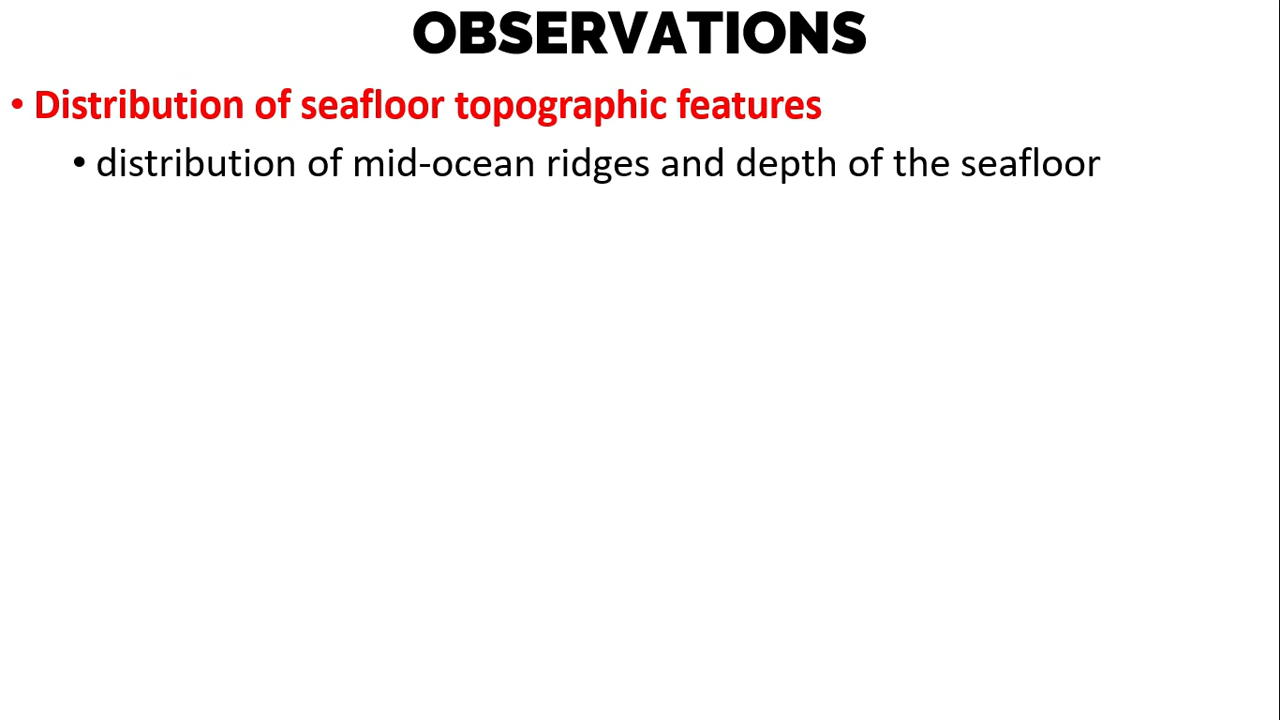 OBSERVATIONS
• Distribution of seafloor topographic features
• distribution of mid-ocean ridges and depth of the seafloor